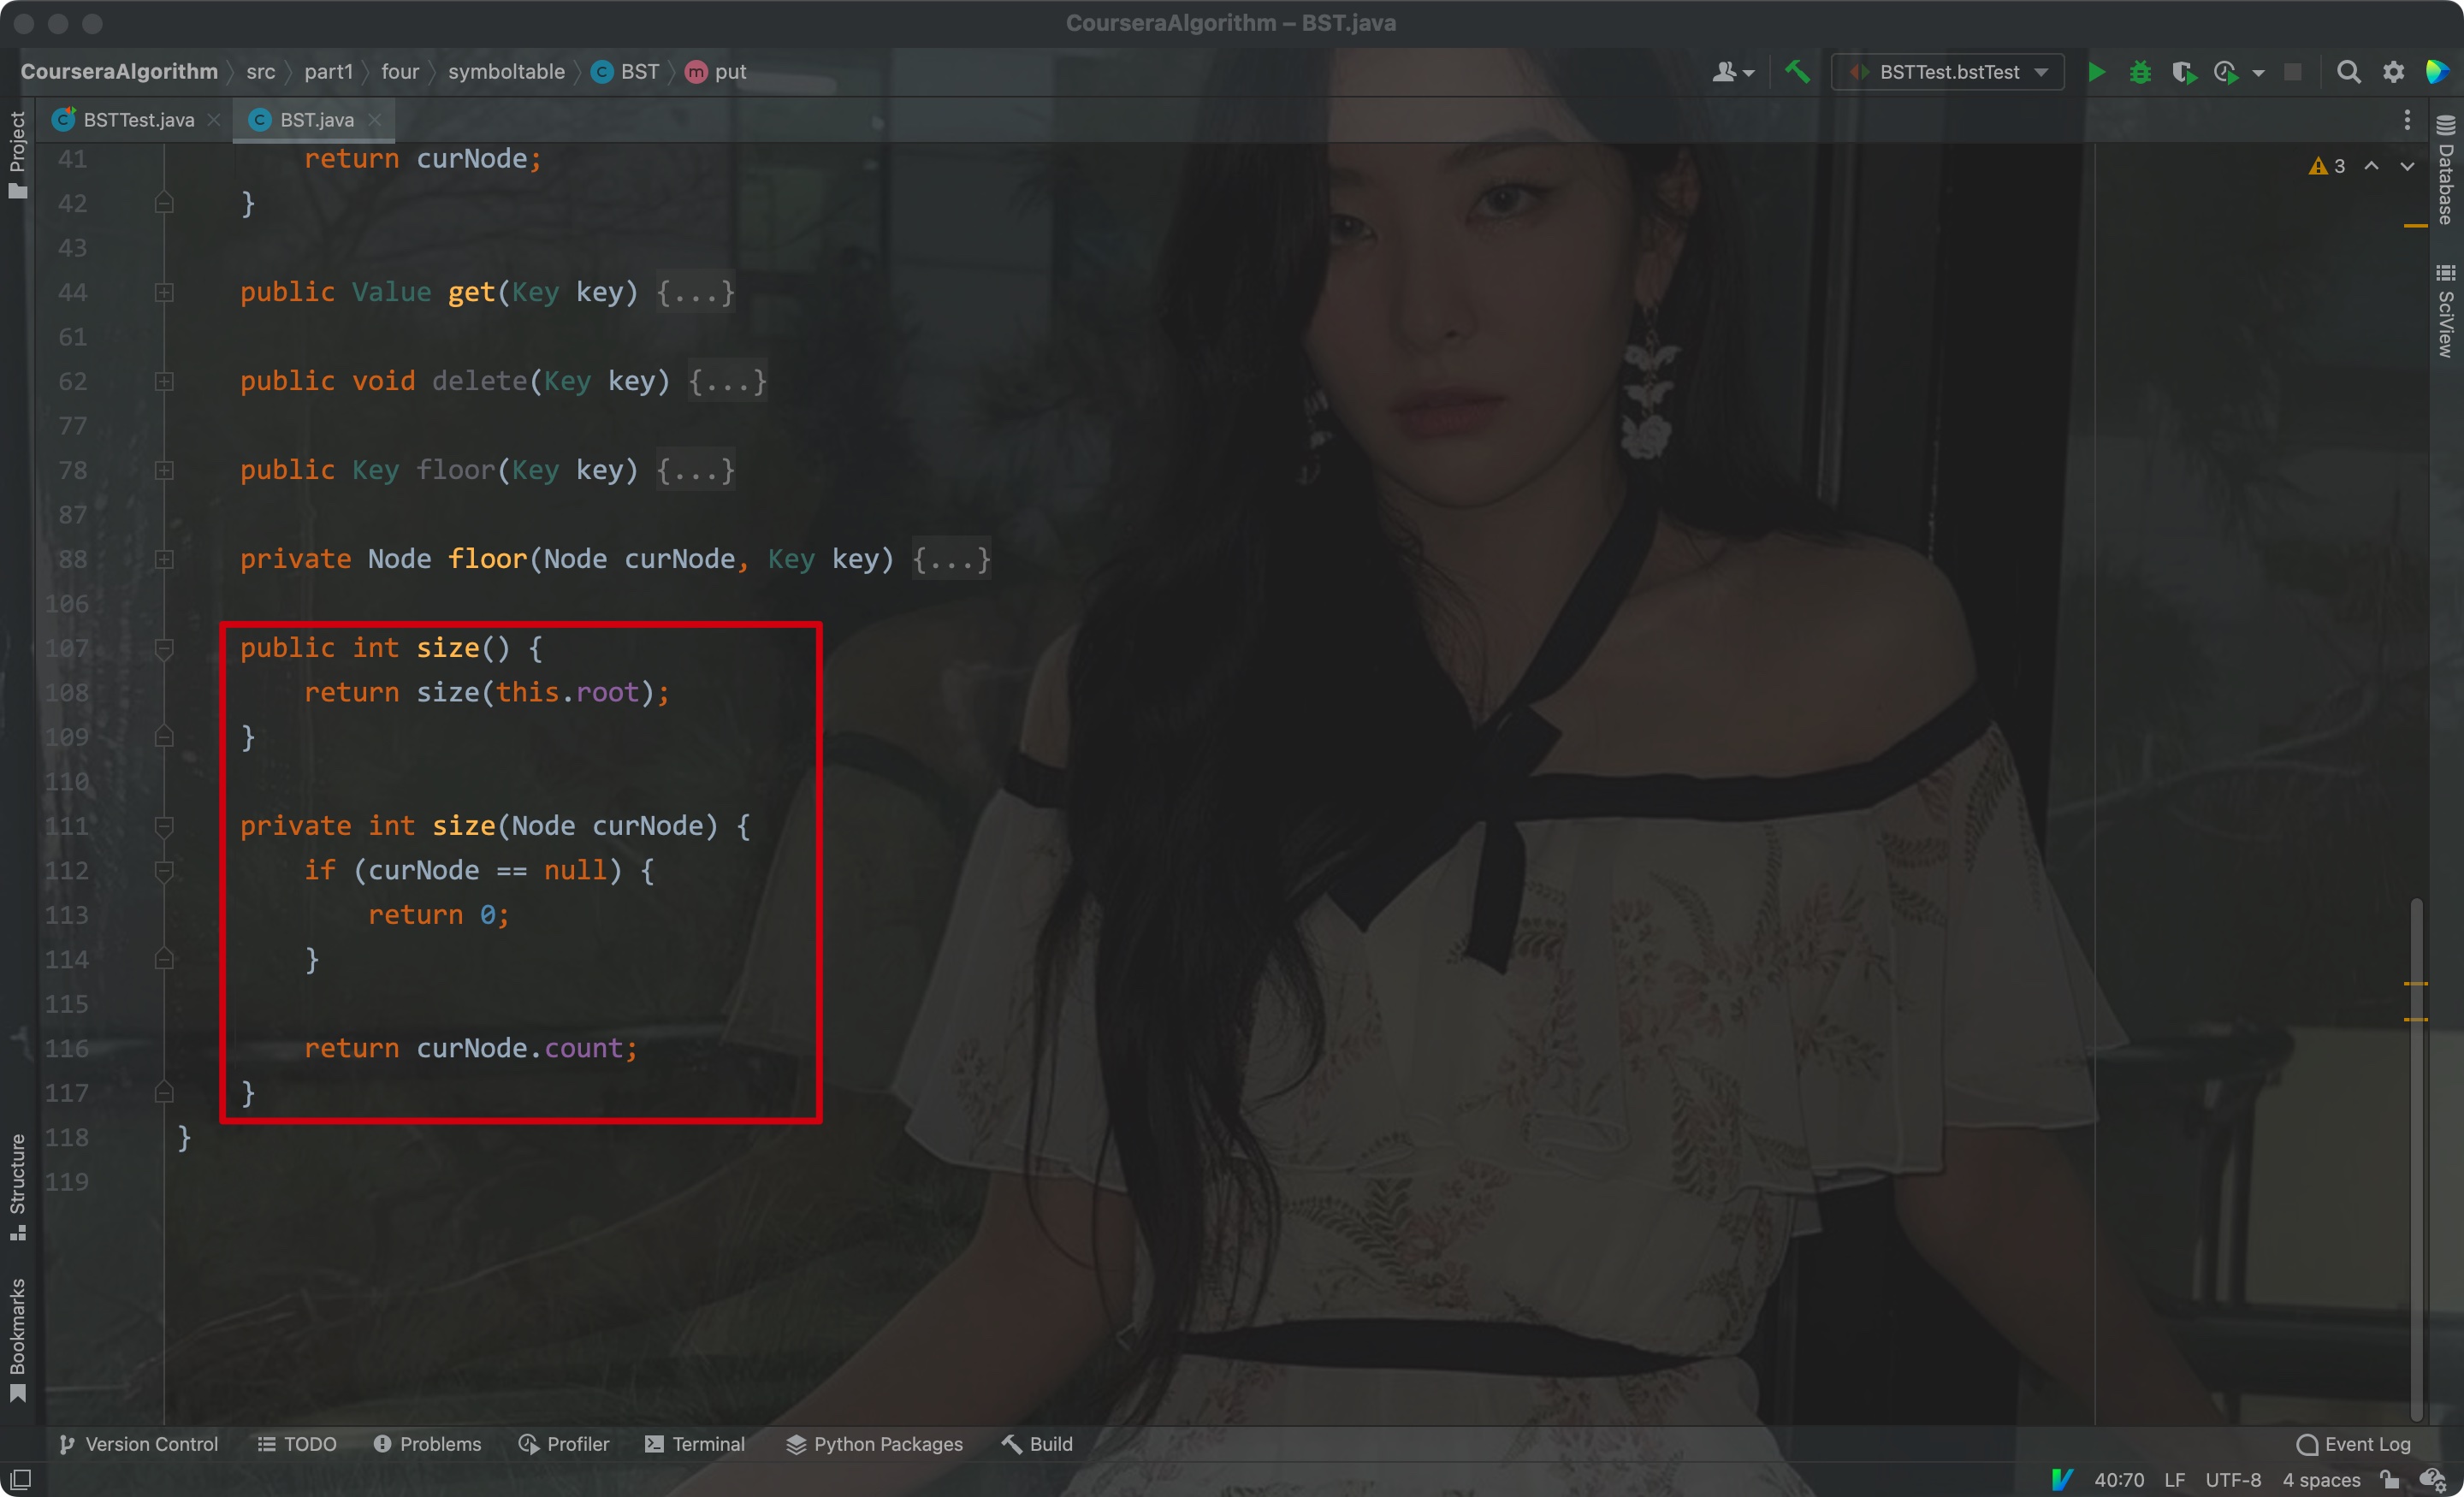 CourseraAlgorithm – BST.java
CourseraAlgorithm src part1 four symboltable BST put
BSTTest.bstTest
BSTTest.java BST.java
Project
Database
SciView
Structure
Bookmarks
3
41 return curNode;
42 }
43
44 public Value get(Key key) {...}
61
62 public void delete(Key key) {...}
77
78 public Key floor(Key key) {...}
87
88 private Node floor(Node curNode, Key key) {...}
106
107 public int size() {
108 return size(this.root);
109 }
110
111 private int size(Node curNode) {
112 if (curNode == null) {
113 return 0;
114 }
115
116 return curNode.count;
117 }
118 }
119
Version Control TODO Problems Profiler Terminal Python Packages Build Event Log
40:70 LF UTF-8 4 spaces